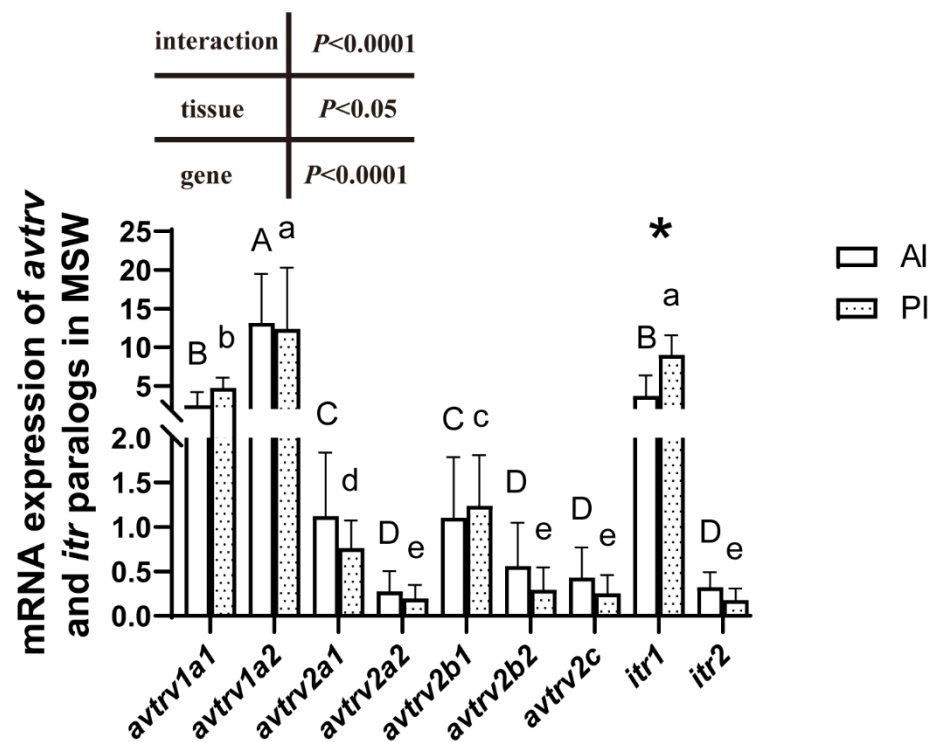 interaction P<0.0001
tissue P<0.05
gene P<0.0001
mRNA expression of avtrv
and itr paralogs in MSW
25
20
15
10
5
2.0
1.5
1.0
0.5
0.0
B b
A a
C d
D e
C c
D e
D e
*
B a
D e
avtrv1a1
avtrv1a2
avtrv2a1
avtrv2a2
avtrv2b1
avtrv2b2
avtrv2c
itr1
itr2
AI
PI